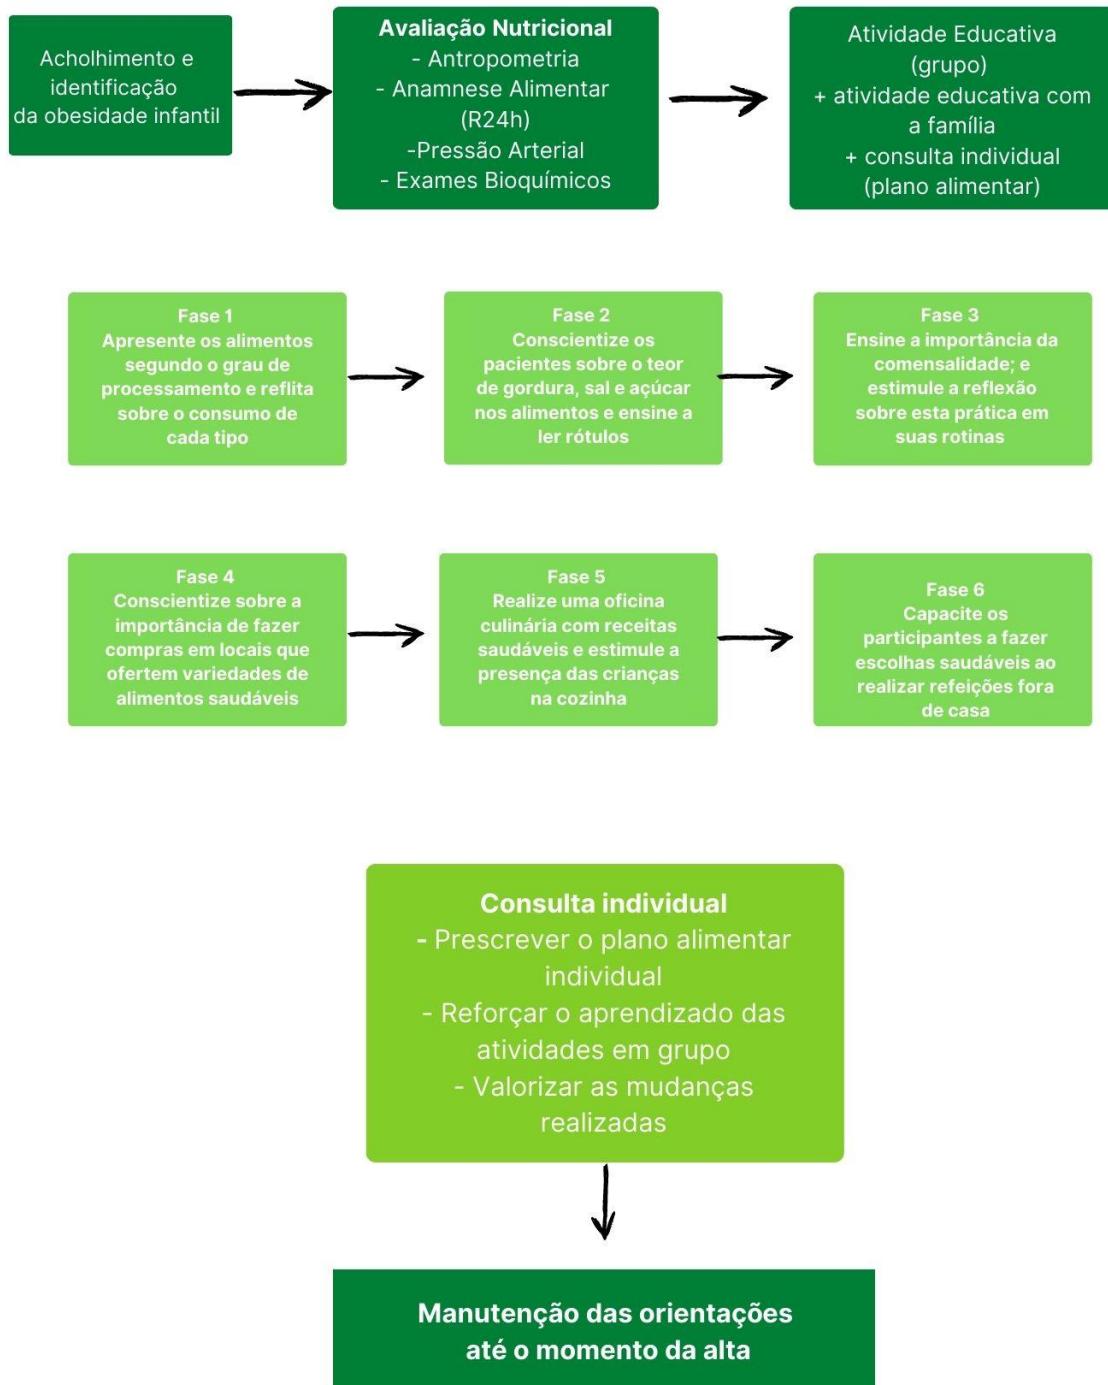 Acholhimento e
identificação
da obesidade infantil
Avaliação Nutricional
- Antropometria
- Anamnese Alimentar
(R24h)
-Pressão Arterial
- Exames Bioquímicos
Atividade Educativa
(grupo)
+ atividade educativa com
a família
+ consulta individual
(plano alimentar)
Fase 1
Apresente os alimentos
segundo o grau de
processamento e reflita
sobre o consumo de
cada tipo
Fase 2
Conscientize os
pacientes sobre o teor
de gordura, sal e açúcar
nos alimentos e ensine a
ler rótulos
Fase 3
Ensine a importância da
comensalidade; e
estimule a reflexão
sobre esta prática em
suas rotinas
Fase 4
Conscientize sobre a
importância de fazer
compras em locais que
ofertem variedades de
alimentos saudáveis
Fase 5
Realize uma oficina
culinária com receitas
saudáveis e estimule a
presença das crianças
na cozinha
Fase 6
Capacite os
participantes a fazer
escolhas saudáveis ao
realizar refeições fora
de casa
Consulta individual
- Prescrever o plano alimentar
individual
- Reforçar o aprendizado das
atividades em grupo
- Valorizar as mudanças
realizadas
Manutenção das orientações
até o momento da alta